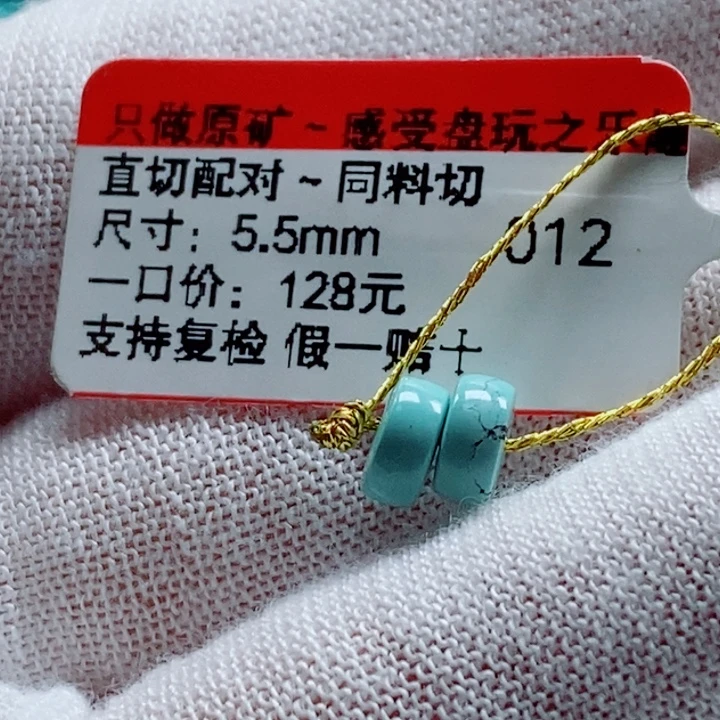 只做原矿~感受盘玩之乐
直切配对~同料切
尺寸：5.5mm 012
一口价：128元
支持复检 假一赔十